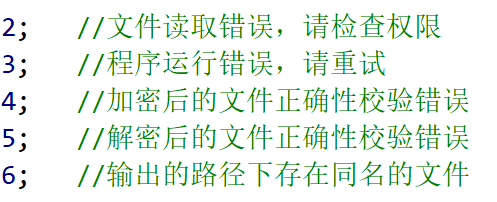 2;   //文件读取错误，请检查权限
3;   //程序运行错误，请重试
4;   //加密后的文件正确性校验错误
5;   //解密后的文件正确性校验错误
6;   //输出的路径下存在同名的文件